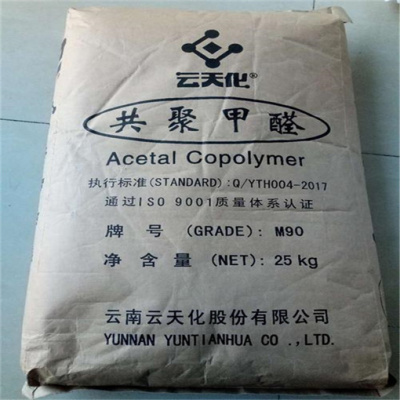 云天化®
共聚甲醛
Acetal Copolymer
执行标准(STANDARD):Q/YTH004-2017
通过ISO 9001质量体系认证
牌号 (GRADE): M90
净含量 (NET): 25kg
云南云天化股份有限公司
YUNNAN YUNTIANHUA CO .,LTD.